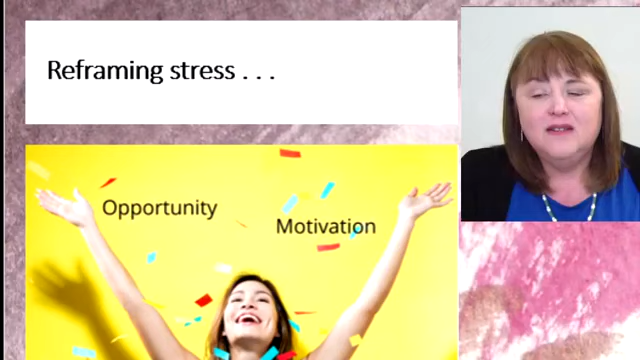 Reframing stress . . .
Opportunity
Motivation